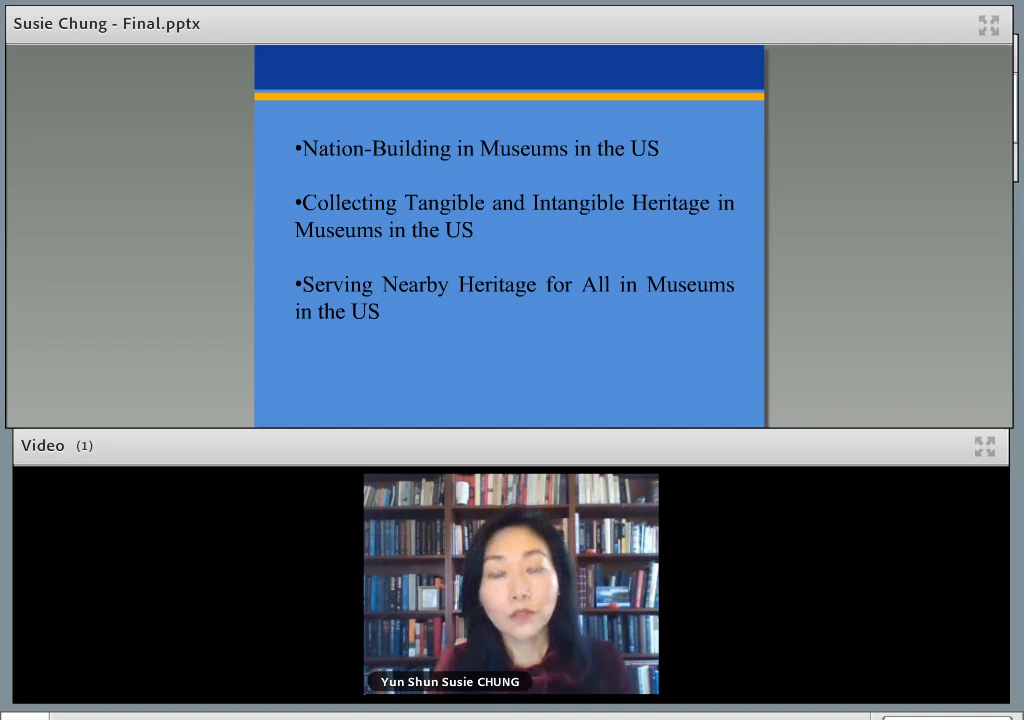 Susie Chung - Final.pptx
•Nation-Building in Museums in the US
•Collecting Tangible and Intangible Heritage in
Museums in the US
•Serving Nearby Heritage for All in Museums
in the US
Video (1)
Yun Shun Susie CHUNG